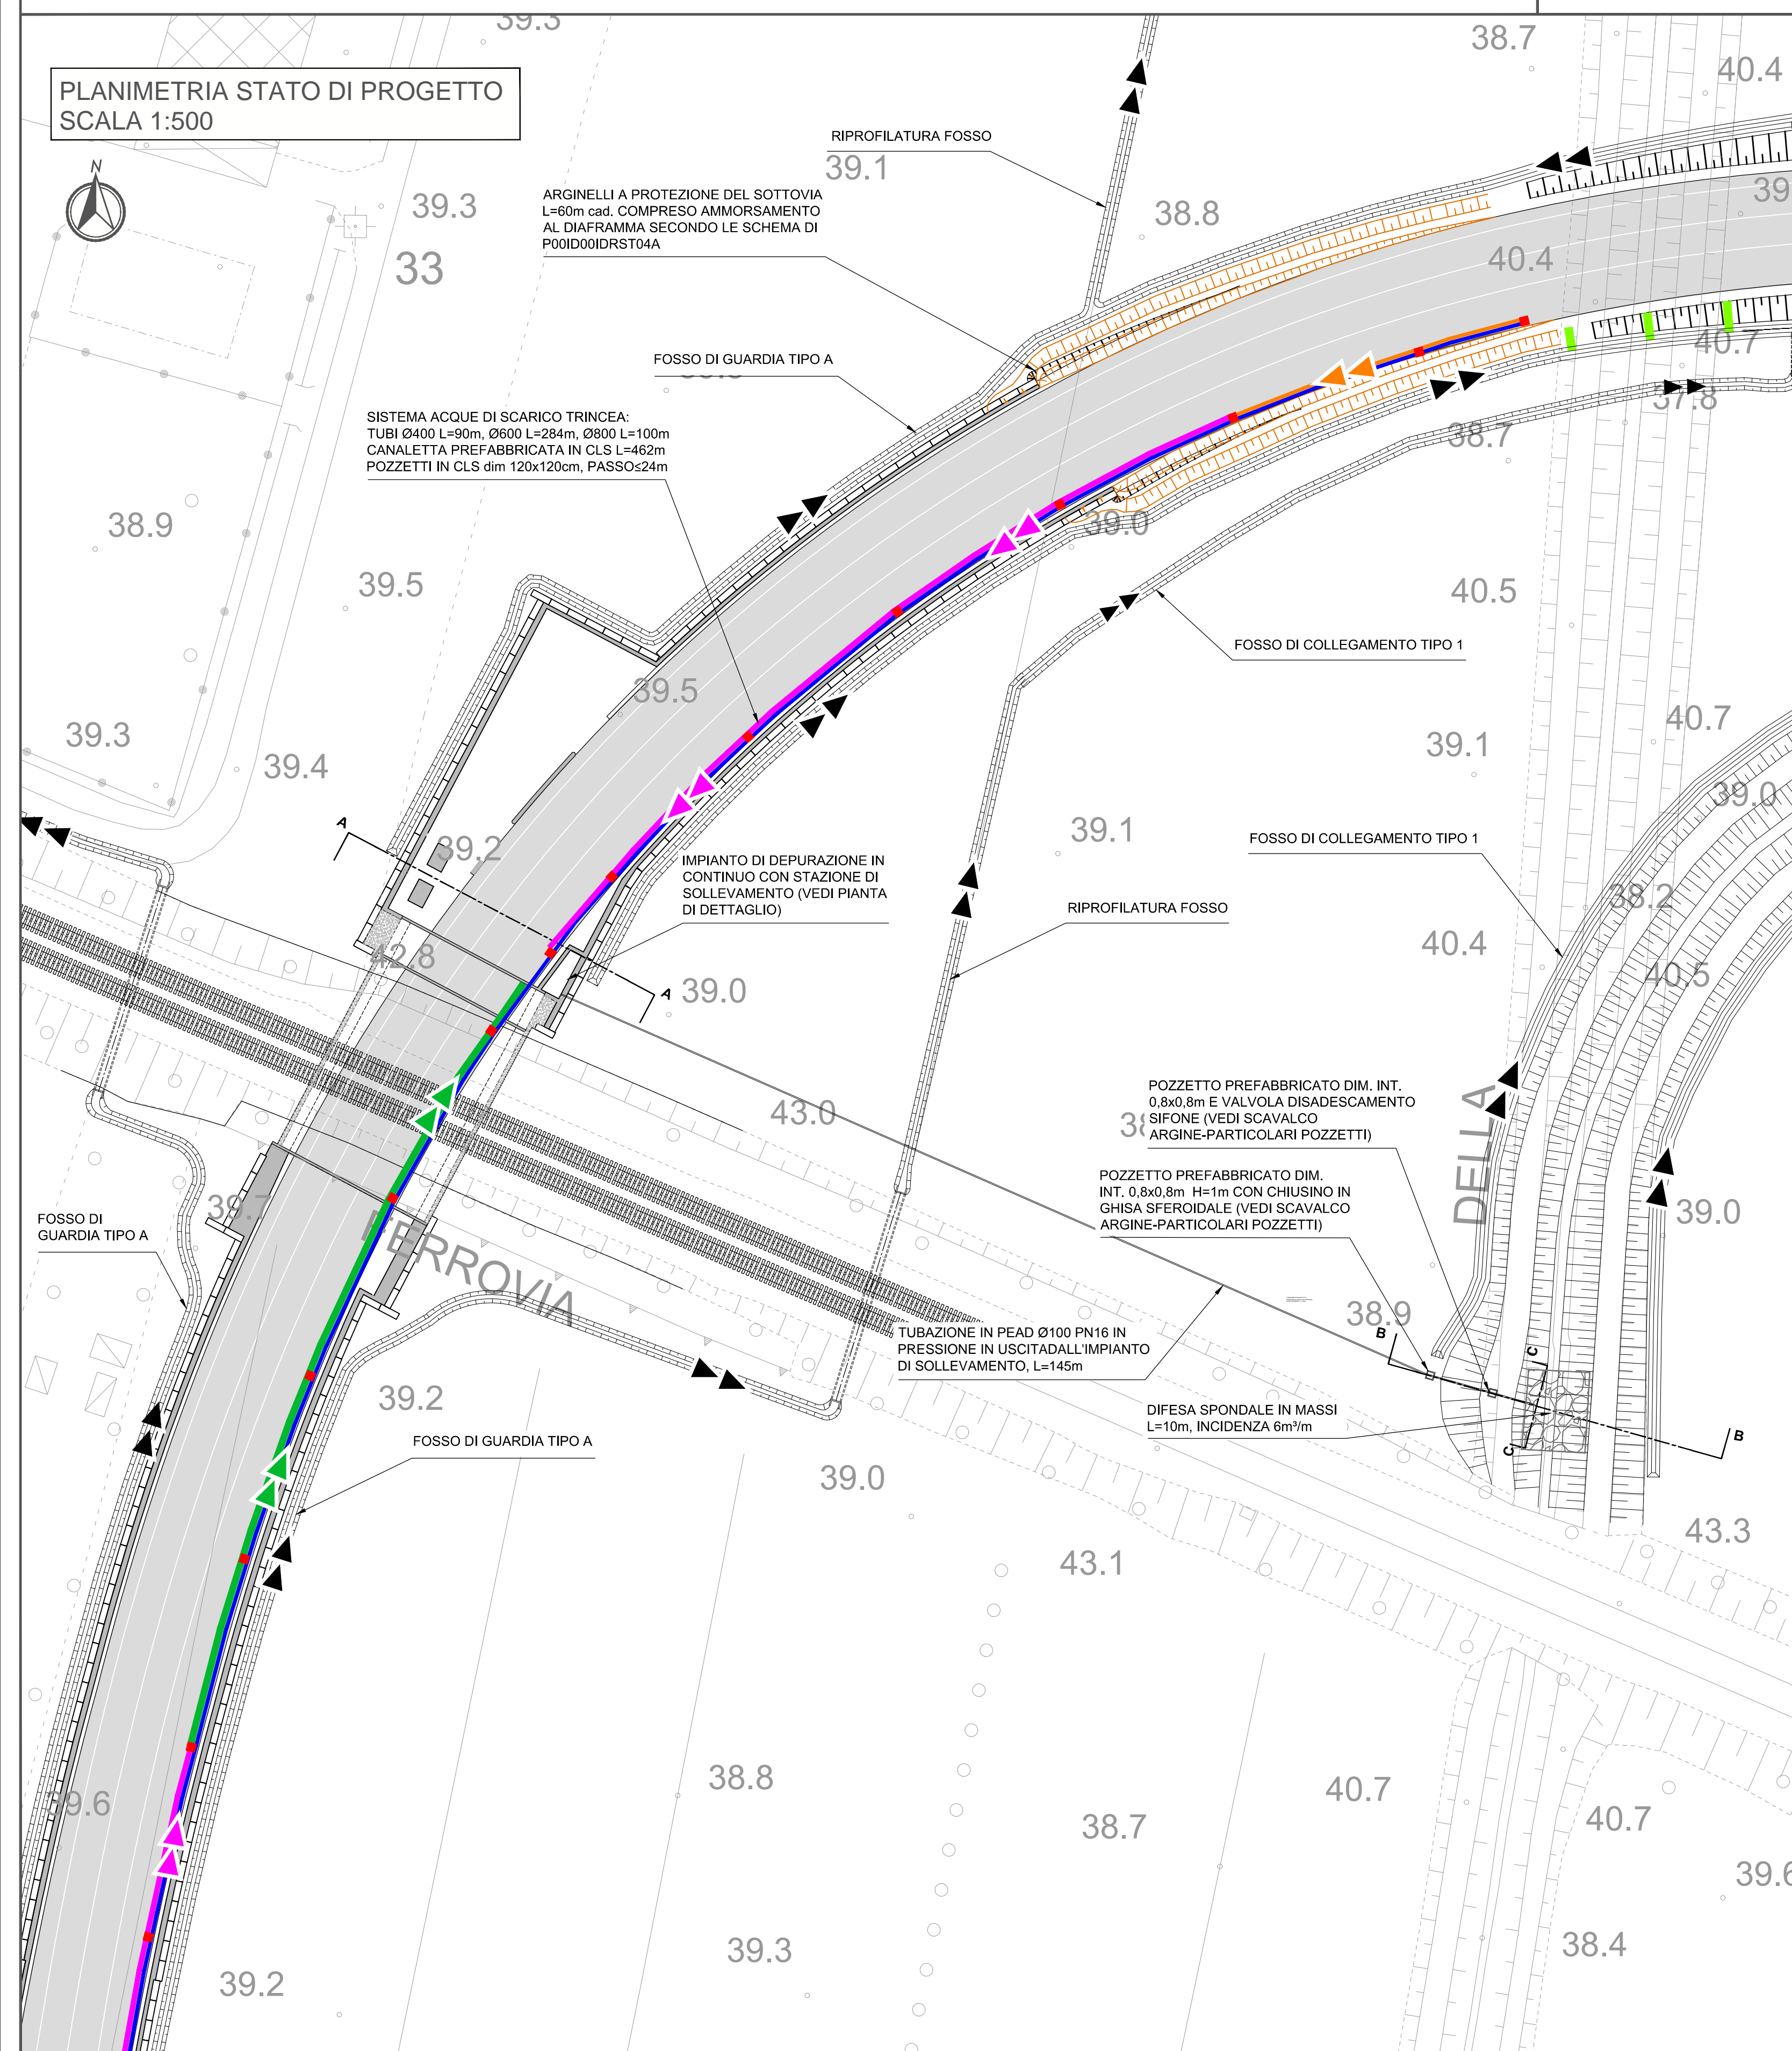 39.3
38.7
40.4
PLANIMETRIA STATO DI PROGETTO
SCALA 1:500
N
RIPROFILATURA FOSSO
39.1
ARGINELLI A PROTEZIONE DEL SOTTOVIA
L=60m cad. COMPRESO AMMORSAMENTO
AL DIAFRAMMA SECONDO LE SCHEMA DI
P00ID00IDRST04A
39.3
33
38.8
39
40.4
FOSSO DI GUARDIA TIPO A
40.7
37.8
SISTEMA ACQUE DI SCARICO TRINCEA:
TUBI Ø400 L=90m, Ø600 L=284m, Ø800 L=100m
CANALETTA PREFABBRICATA IN CLS L=462m
POZZETTI IN CLS dim 120x120cm, PASSO≤24m
38.7
38.9
39.0
39.5
40.5
FOSSO DI COLLEGAMENTO TIPO 1
39.5
39.3
39.4
40.7
39.1
39.0
A
39.2
39.1
FOSSO DI COLLEGAMENTO TIPO 1
IMPIANTO DI DEPURAZIONE IN
CONTINUO CON STAZIONE DI
SOLLEVAMENTO (VEDI PIANTA
DI DETTAGLIO)
RIPROFILATURA FOSSO
38.2
42.8
40.4
40.5
A
39.0
43.0
POZZETTO PREFABBRICATO DIM. INT.
0,8x0,8m E VALVOLA DISADESCAMENTO
SIFONE (VEDI SCAVALCO
ARGINE-PARTICOLARI POZZETTI)
DELLA
POZZETTO PREFABBRICATO DIM.
INT. 0,8x0,8m H=1m CON CHIUSINO IN
GHISA SFEROIDALE (VEDI SCAVALCO
ARGINE-PARTICOLARI POZZETTI)
39.7
39.0
FOSSO DI
GUARDIA TIPO A
FERROVIA
38.9
TUBAZIONE IN PEAD Ø100 PN16 IN
PRESSIONE IN USCITADALL'IMPIANTO
DI SOLLEVAMENTO, L=145m
B
C
39.2
DIFESA SPONDALE IN MASSI
L=10m, INCIDENZA 6m³/m
B
C
FOSSO DI GUARDIA TIPO A
39.0
43.3
43.1
38.8
40.7
39.6
38.7
40.7
39.6
39.3
38.4
39.2